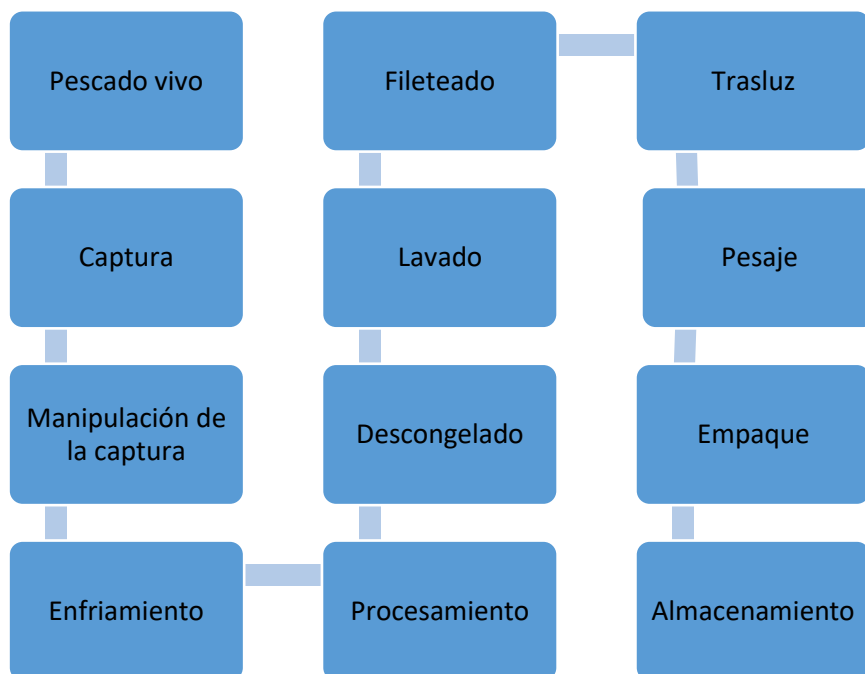 Pescado vivo
Captura
Manipulación de
la captura
Enfriamiento
Procesamiento
Descongelado
Lavado
Fileteado
Trasluz
Pesaje
Empaque
Almacenamiento